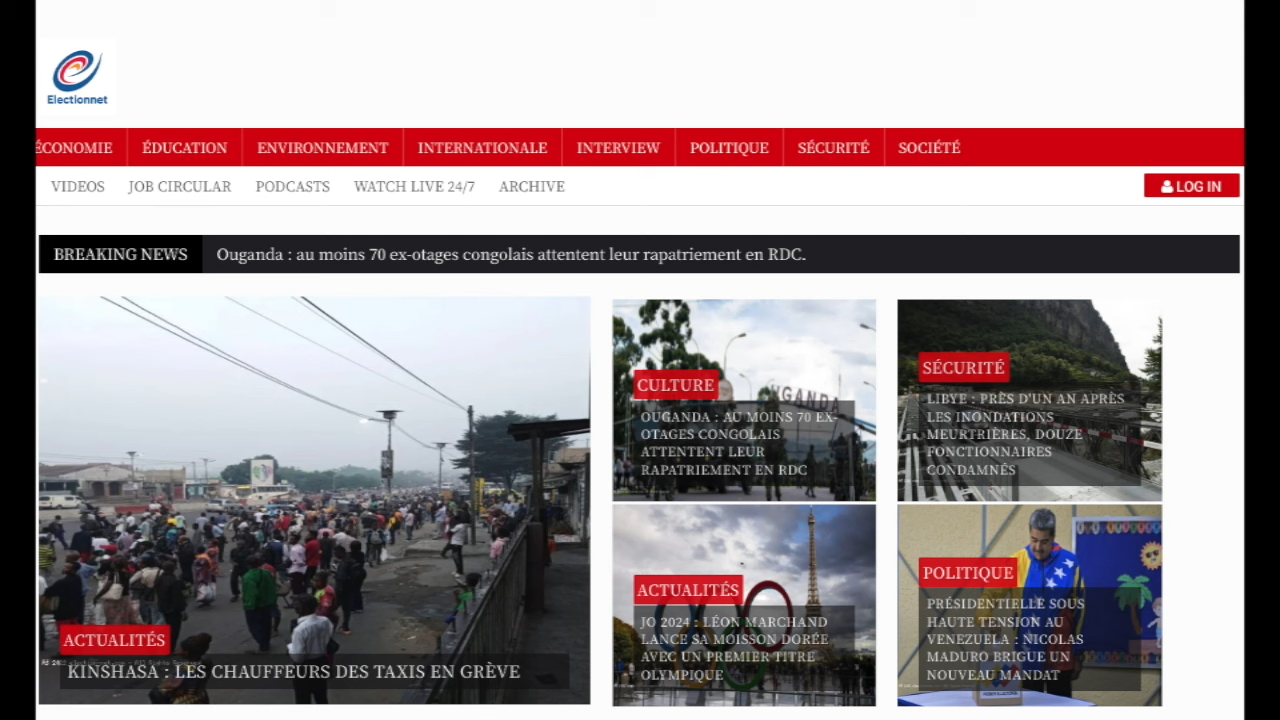 Electionnet
ÉCONOMIE ÉDUCATION ENVIRONNEMENT INTERNATIONALE INTERVIEW POLITIQUE SÉCURITÉ SOCIÉTÉ
VIDEOS JOB CIRCULAR PODCASTS WATCH LIVE 24/7 ARCHIVE
LOG IN
BREAKING NEWS
Ouganda : au moins 70 ex-otages congolais attentent leur rapatriement en RDC.
ACTUALITÉS
KINSHASA : LES CHAUFFEURS DES TAXIS EN GRÈVE
UGANDA
CULTURE
OUGANDA : AU MOINS 70 EX-
OTAGES CONGOLAIS
ATTENTENT LEUR
RAPATRIEMENT EN RDC
SÉCURITÉ
LIBYE : PRÈS D'UN AN APRÈS
LES INONDATIONS
MEURTRIÈRES, DOUZE
FONCTIONNAIRES
CONDAMNÉS
ACTUALITÉS
JO 2024 : LÉON MARCHAND
LANCE SA MOISSON DORÉE
AVEC UN PREMIER TITRE
OLYMPIQUE
POLITIQUE
PRÉSIDENTIELLE SOUS
HAUTE TENSION AU
VENEZUELA : NICOLAS
MADURO BRIGUE UN
NOUVEAU MANDAT